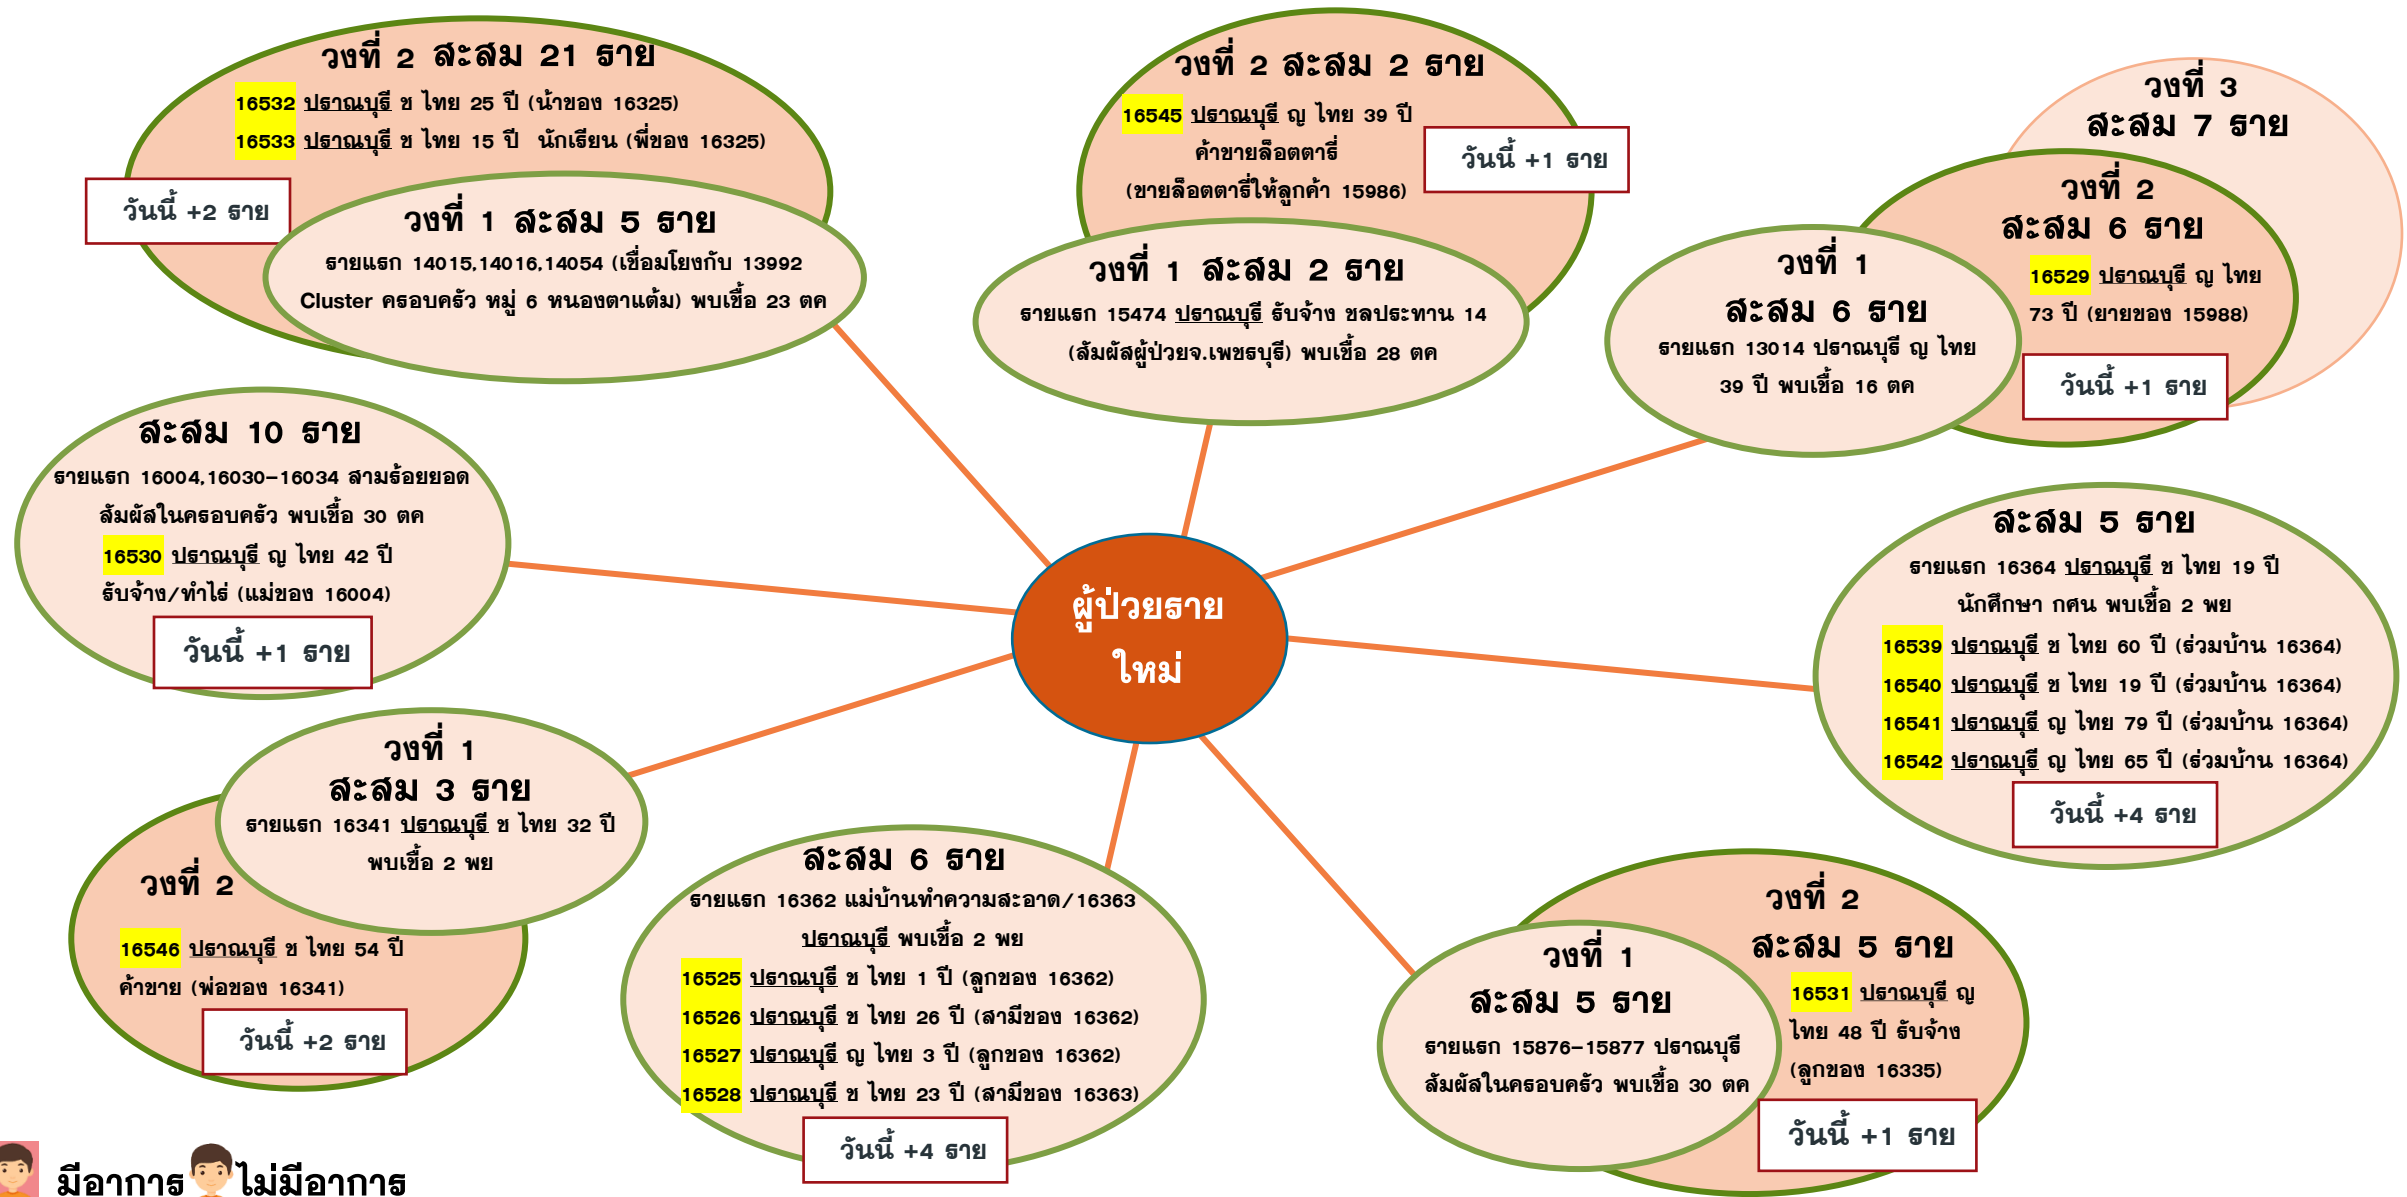 วงที่ 2 สะสม 21 ราย
16532 ปราณบุรี ช ไทย 25 ปี (น้าของ 16325)
16533 ปราณบุรี ช ไทย 15 ปี นักเรียน (พี่ของ 16325)
วันนี้ +2 ราย
วงที่ 1 สะสม 5 ราย
รายแรก 14015,14016,14054 (เชื่อมโยงกับ 13992
Cluster ครอบครัว หมู่ 6 หนองตาแต้ม) พบเชื้อ 23 ตค
วงที่ 2 สะสม 2 ราย
16545 ปราณบุรี ญ ไทย 39 ปี
ค้าขายล็อตตารี่
(ขายล็อตตารี่ให้ลูกค้า 15986)
วันนี้ +1 ราย
วงที่ 1 สะสม 2 ราย
รายแรก 15474 ปราณบุรี รับจ้าง ชลประทาน 14
(สัมผัสผู้ป่วยจ.เพชรบุรี) พบเชื้อ 28 ตค
วงที่ 3
สะสม 7 ราย
วงที่ 2
สะสม 6 ราย
16529 ปราณบุรี ญ ไทย
73 ปี (ยายของ 15988)
วันนี้ +1 ราย
วงที่ 1
สะสม 6 ราย
รายแรก 13014 ปราณบุรี ญ ไทย
39 ปี พบเชื้อ 16 ตค
สะสม 10 ราย
รายแรก 16004,16030-16034 สามร้อยยอด
สัมผัสในครอบครัว พบเชื้อ 30 ตค
16530 ปราณบุรี ญ ไทย 42 ปี
รับจ้าง/ทำไร่ (แม่ของ 16004)
วันนี้ +1 ราย
ผู้ป่วยราย
ใหม่
สะสม 5 ราย
รายแรก 16364 ปราณบุรี ช ไทย 19 ปี
นักศึกษา กศน พบเชื้อ 2 พย
16539 ปราณบุรี ช ไทย 60 ปี (ร่วมบ้าน 16364)
16540 ปราณบุรี ช ไทย 19 ปี (ร่วมบ้าน 16364)
16541 ปราณบุรี ญ ไทย 79 ปี (ร่วมบ้าน 16364)
16542 ปราณบุรี ญ ไทย 65 ปี (ร่วมบ้าน 16364)
วันนี้ +4 ราย
วงที่ 1
สะสม 3 ราย
รายแรก 16341 ปราณบุรี ช ไทย 32 ปี
พบเชื้อ 2 พย
วงที่ 2
16546 ปราณบุรี ช ไทย 54 ปี
ค้าขาย (พ่อของ 16341)
วันนี้ +2 ราย
สะสม 6 ราย
รายแรก 16362 แม่บ้านทำความสะอาด/16363
ปราณบุรี พบเชื้อ 2 พย
16525 ปราณบุรี ช ไทย 1 ปี (ลูกของ 16362)
16526 ปราณบุรี ช ไทย 26 ปี (สามีของ 16362)
16527 ปราณบุรี ญ ไทย 3 ปี (ลูกของ 16362)
16528 ปราณบุรี ช ไทย 23 ปี (สามีของ 16363)
วันนี้ +4 ราย
วงที่ 2
สะสม 5 ราย
16531 ปราณบุรี ญ
ไทย 48 ปี รับจ้าง
(ลูกของ 16335)
วันนี้ +1 ราย
วงที่ 1
สะสม 5 ราย
รายแรก 15876-15877 ปราณบุรี
สัมผัสในครอบครัว พบเชื้อ 30 ตค
มีอาการ ไม่มีอาการ